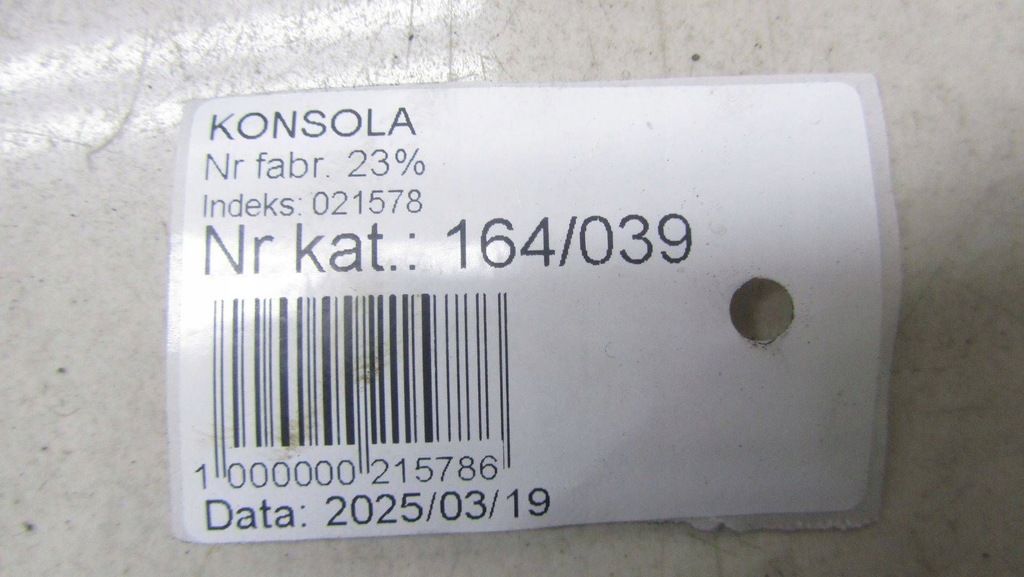 KONSOLA
Nr fabr. 23%
Indeks: 021578
Nr kat.: 164/039
1 000000 215786
Data: 2025/03/19